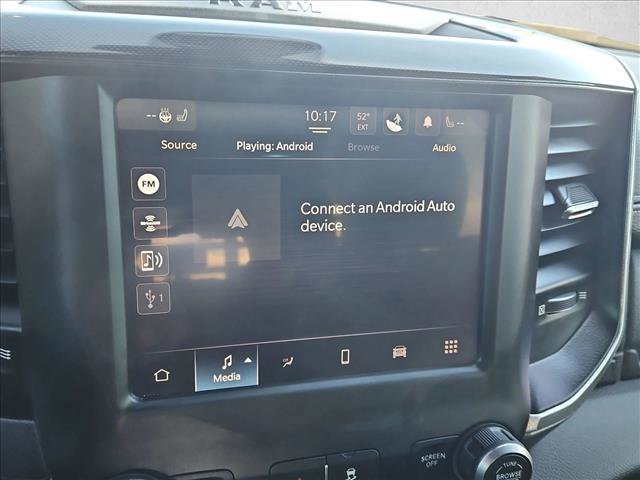 RAM
-- 10:17 52° --
EXT
Source Playing: Android Browse Audio
FM
Connect an Android Auto
device.
1
Media
SCREEN
OFF
TUNE
BROWSE